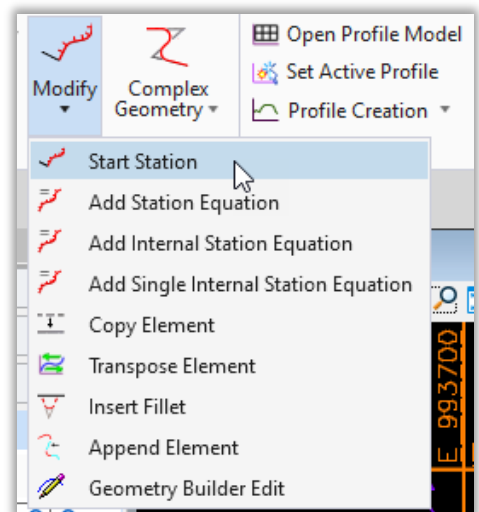 Modify
Complex
Geometry
Open Profile Model
Set Active Profile
Profile Creation
Start Station
Add Station Equation
Add Internal Station Equation
Add Single Internal Station Equation
Copy Element
Transpose Element
Insert Fillet
Append Element
Geometry Builder Edit
E 993700